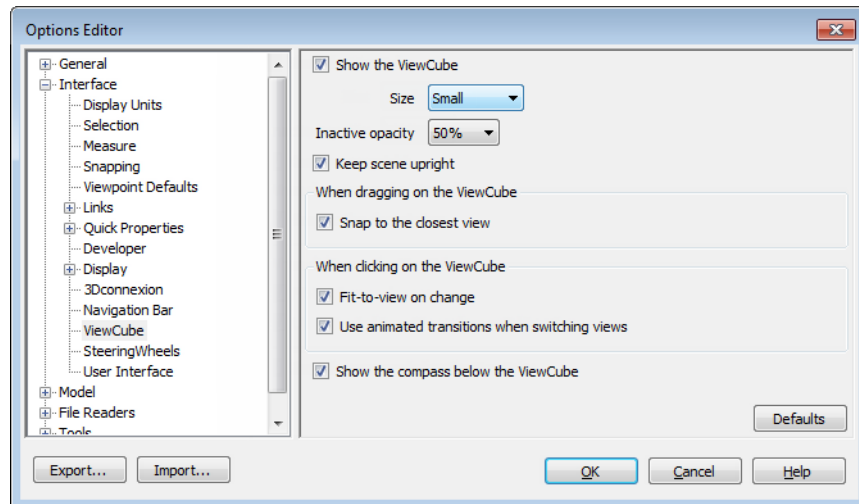 Options Editor
General
Interface
Display Units
Selection
Measure
Snapping
Viewpoint Defaults
Links
Quick Properties
Developer
Display
3Dconnexion
Navigation Bar
ViewCube
SteeringWheels
User Interface
Model
File Readers
Tools
Show the ViewCube
Size Small
Inactive opacity 50%
Keep scene upright
When dragging on the ViewCube
Snap to the closest view
When clicking on the ViewCube
Fit-to-view on change
Use animated transitions when switching views
Show the compass below the ViewCube
Defaults
Export... Import... OK Cancel Help